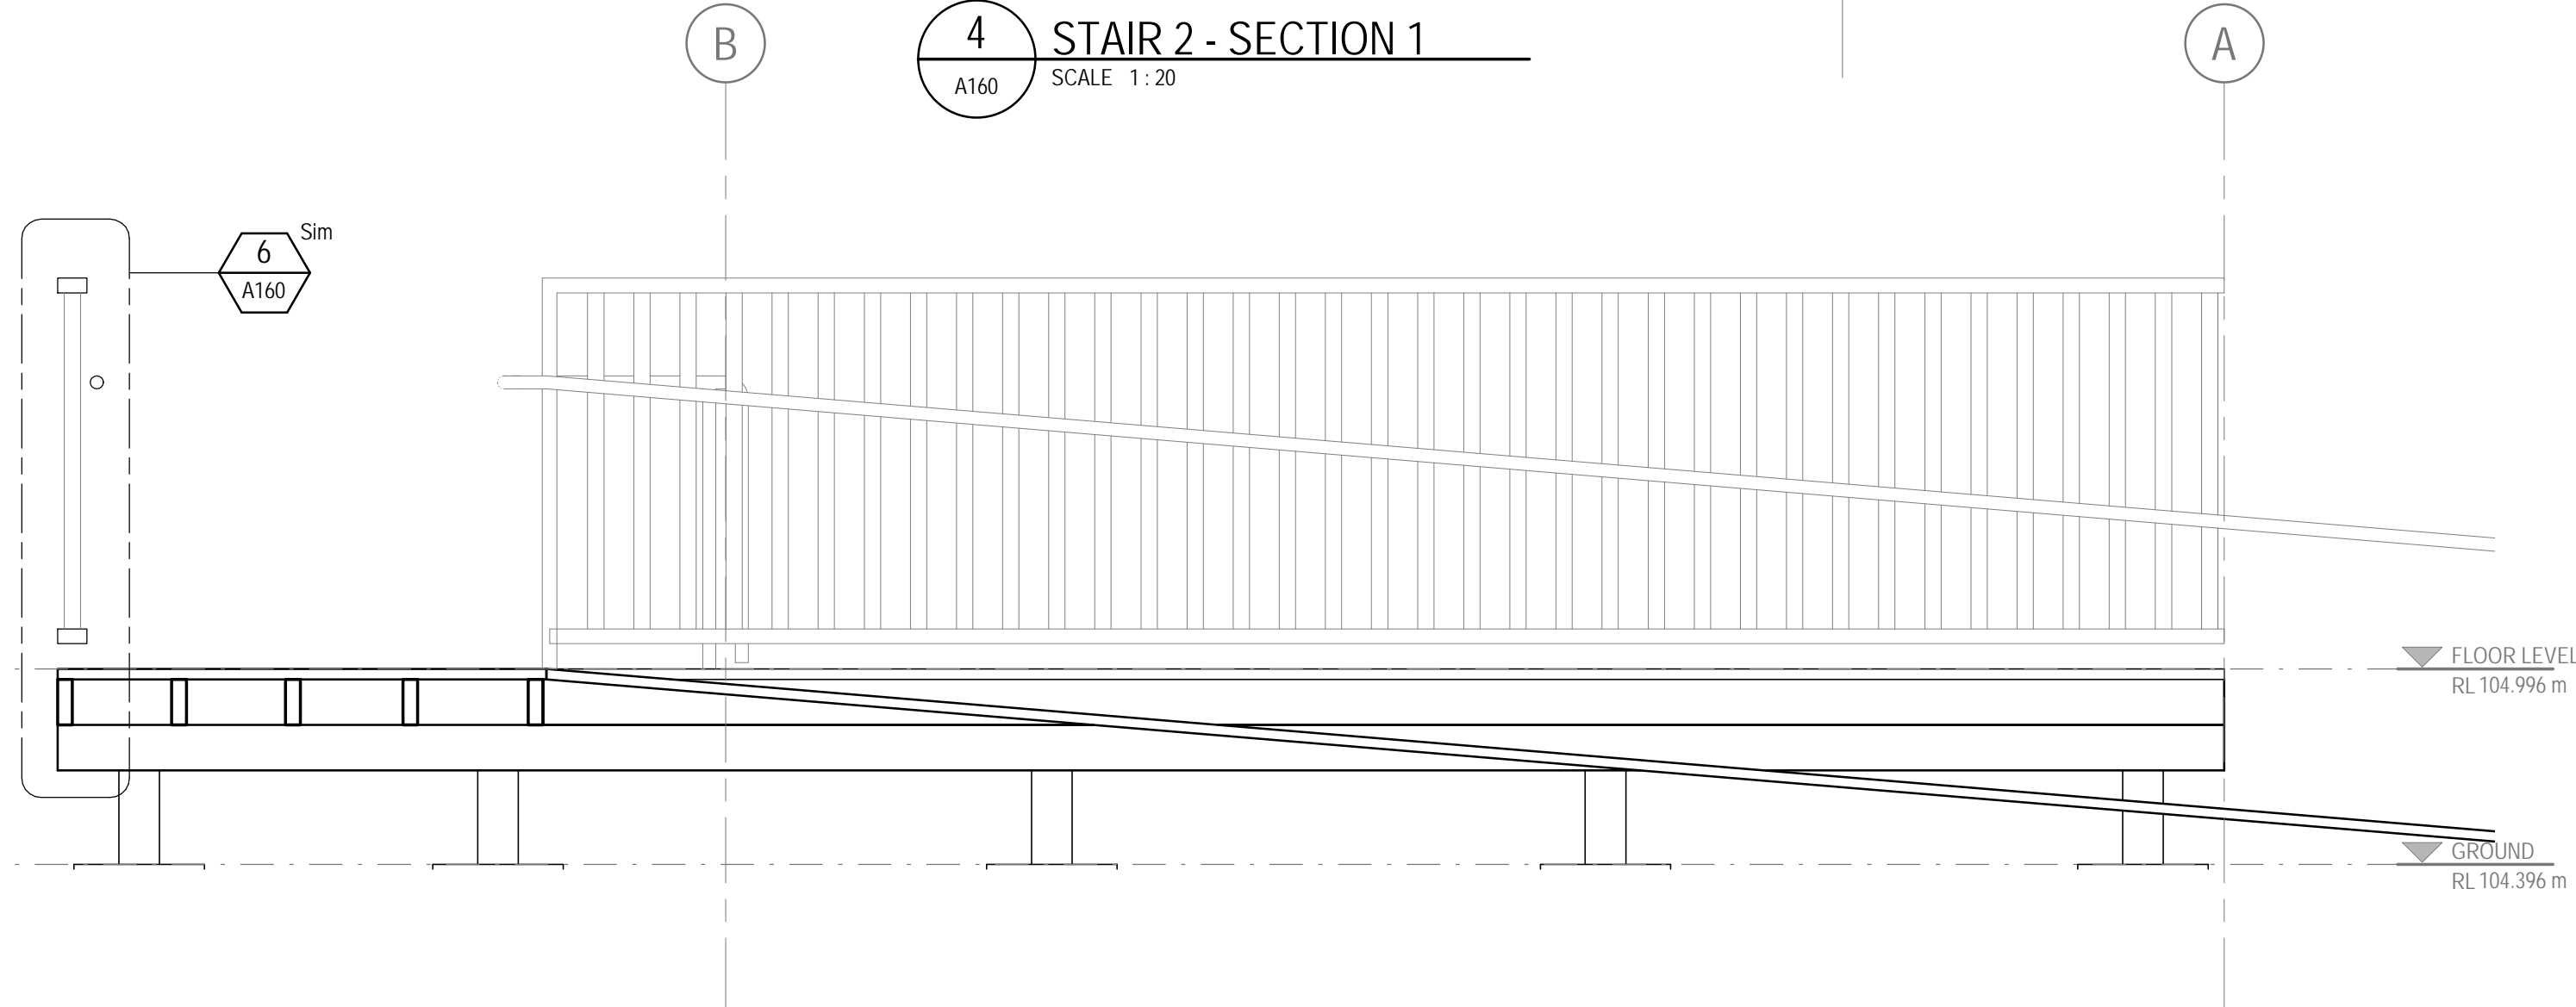 B
4
A160
STAIR 2 - SECTION 1
SCALE 1 : 20
A
6
A160
Sim
FLOOR LEVEL
RL 104.996 m
GROUND
RL 104.396 m